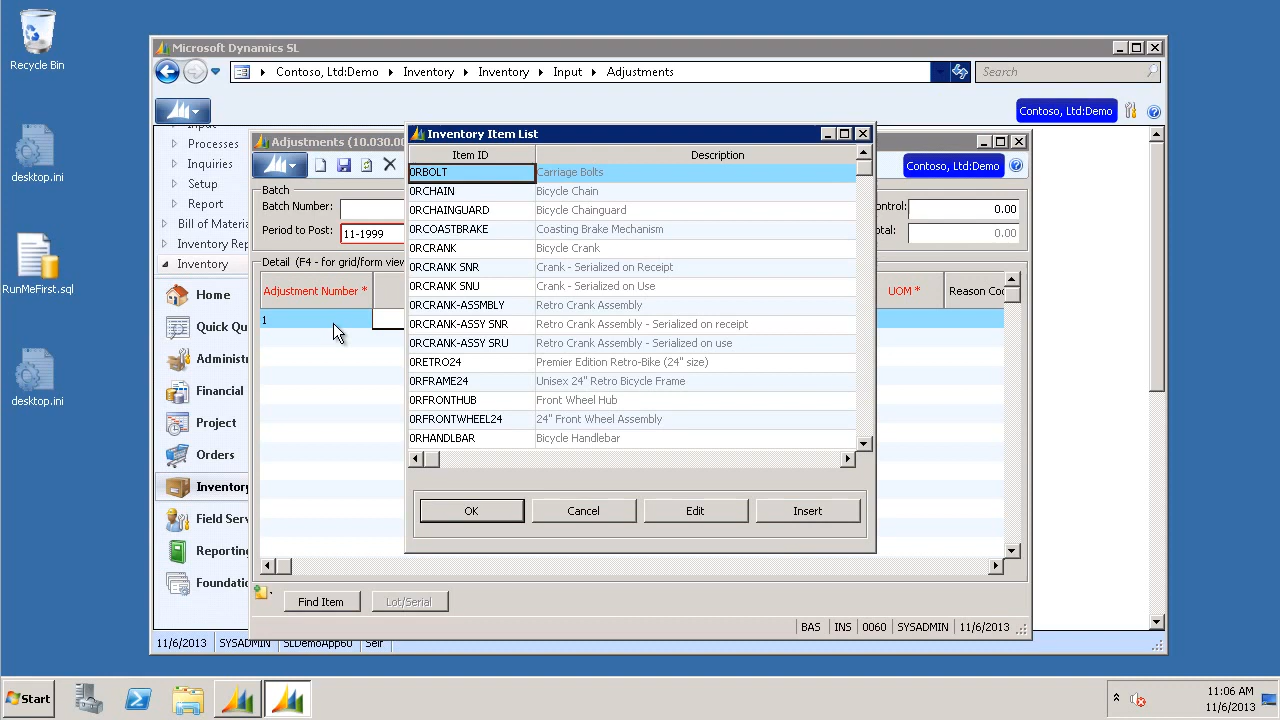 Recycle Bin
desktop.ini
RunMeFirst.sql
desktop.ini
Microsoft Dynamics SL
Contoso, Ltd:Demo Inventory Inventory Input Adjustments
Search
Contoso, Ltd:Demo
Processes
Inquiries
Setup
Report
Bill of Materia
Inventory Rep
Inventory
Home
Quick Qu
Administ
Financial
Project
Orders
Inventory
Field Serv
Reporting
Foundatio
11/6/2013 SYSADMIN SLDemoApp60
Adjustments (10.030.00
Contoso, Ltd:Demo
Batch
Batch Number:
Period to Post: 11-1999
ontrol: 0.00
otal: 0.00
Detail (F4 - for grid/form view
Adjustment Number * UOM * Reason Cod
1
Find Item Lot/Serial
BAS INS 0060 SYSADMIN 11/6/2013
Inventory Item List
Item ID Description
0RBOLT Carriage Bolts
0RCHAIN Bicycle Chain
0RCHAINGUARD Bicycle Chainguard
0RCOASTBRAKE Coasting Brake Mechanism
0RCRANK Bicycle Crank
0RCRANK SNR Crank - Serialized on Receipt
0RCRANK SNU Crank - Serialized on Use
0RCRANK-ASSMBLY Retro Crank Assembly
0RCRANK-ASSY SNR Retro Crank Assembly - Serialized on receipt
0RCRANK-ASSY SRU Retro Crank Assembly - Serialized on use
0RETRO24 Premier Edition Retro-Bike (24" size)
0RFRAME24 Unisex 24" Retro Bicycle Frame
0RFRONTHUB Front Wheel Hub
0RFRONTWHEEL24 24" Front Wheel Assembly
0RHANDLBAR Bicycle Handlebar
OK Cancel Edit Insert
Start
11:06 AM
11/6/2013